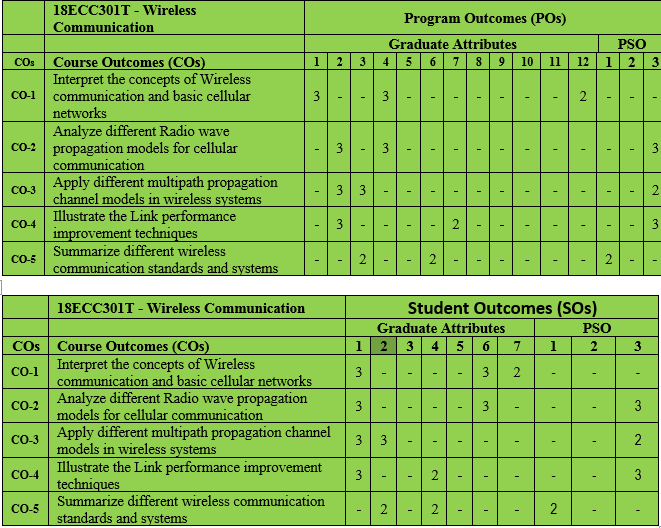 18ECC301T - Wireless Communication Program Outcomes (POs)
Graduate Attributes PSO
COs Course Outcomes (COs) 1 2 3 4 5 6 7 8 9 10 11 12 1 2 3
CO-1 Interpret the concepts of Wireless communication and basic cellular networks 3 - - 3 - - - - - - - 2 - - -
CO-2 Analyze different Radio wave propagation models for cellular communication - 3 - 3 - - - - - - - - - - 3
CO-3 Apply different multipath propagation channel models in wireless systems - 3 3 - - - - - - - - - - - 2
CO-4 Illustrate the Link performance improvement techniques - 3 - - - - 2 - - - - - - - 3
CO-5 Summarize different wireless communication standards and systems - - 2 - - 2 - - - - - - 2 - -
18ECC301T - Wireless Communication Student Outcomes (SOs)
Graduate Attributes PSO
COs Course Outcomes (COs) 1 2 3 4 5 6 7 1 2 3
CO-1 Interpret the concepts of Wireless communication and basic cellular networks 3 - - - - 3 2 - - -
CO-2 Analyze different Radio wave propagation models for cellular communication 3 - - - - 3 - - - 3
CO-3 Apply different multipath propagation channel models in wireless systems 3 3 - - - - - - - 2
CO-4 Illustrate the Link performance improvement techniques 3 - - 2 - - - - - 3
CO-5 Summarize different wireless communication standards and systems - 2 - 2 - - - 2 - -